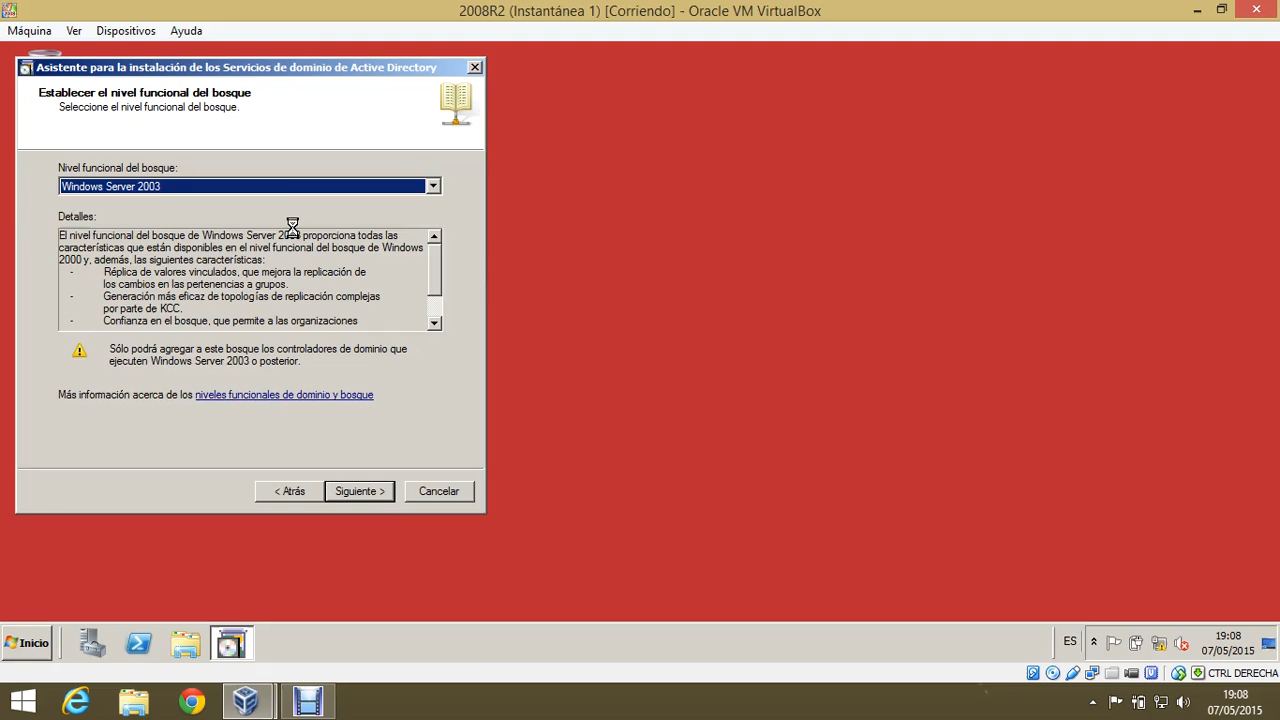 2008R2 (Instantánea 1) [Corriendo] - Oracle VM VirtualBox
Máquina Ver Dispositivos Ayuda
Asistente para la instalación de los Servicios de dominio de Active Directory
Establecer el nivel funcional del bosque
Seleccione el nivel funcional del bosque.
Nivel funcional del bosque:
Windows Server 2003
Detalles:
El nivel funcional del bosque de Windows Server proporciona todas las
características que están disponibles en el nivel funcional del bosque de Windows
2000 y, además, las siguientes características:
- Réplica de valores vinculados, que mejora la replicación de
los cambios en las pertenencias a grupos.
- Generación más eficaz de topologías de replicación complejas
por parte de KCC.
- Confianza en el bosque, que permite a las organizaciones
Sólo podrá agregar a este bosque los controladores de dominio que
ejecuten Windows Server 2003 o posterior.
Más información acerca de los niveles funcionales de dominio y bosque
< Atrás Siguiente > Cancelar
Inicio ES 19:08
07/05/2015
CTRL DERECHA
19:08
07/05/2015